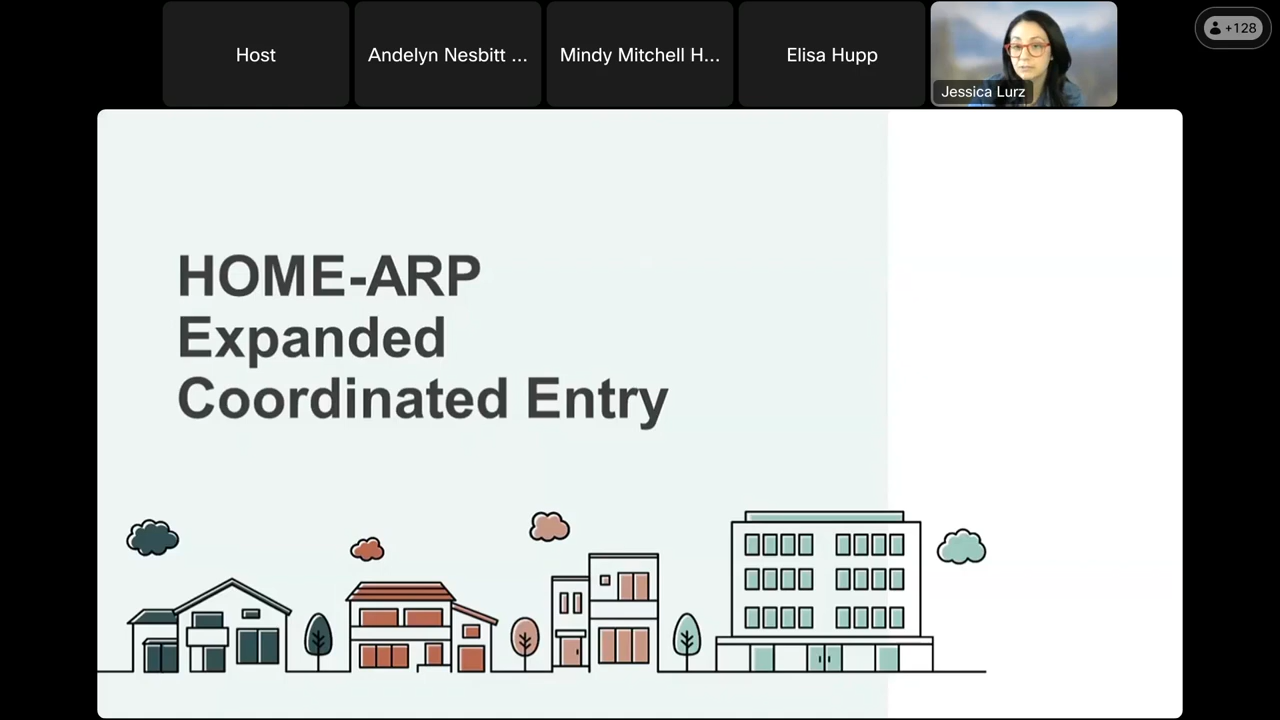 Host
Andelyn Nesbitt ...
Mindy Mitchell H...
Elisa Hupp
Jessica Lurz
+128
HOME-ARP
Expanded
Coordinated Entry